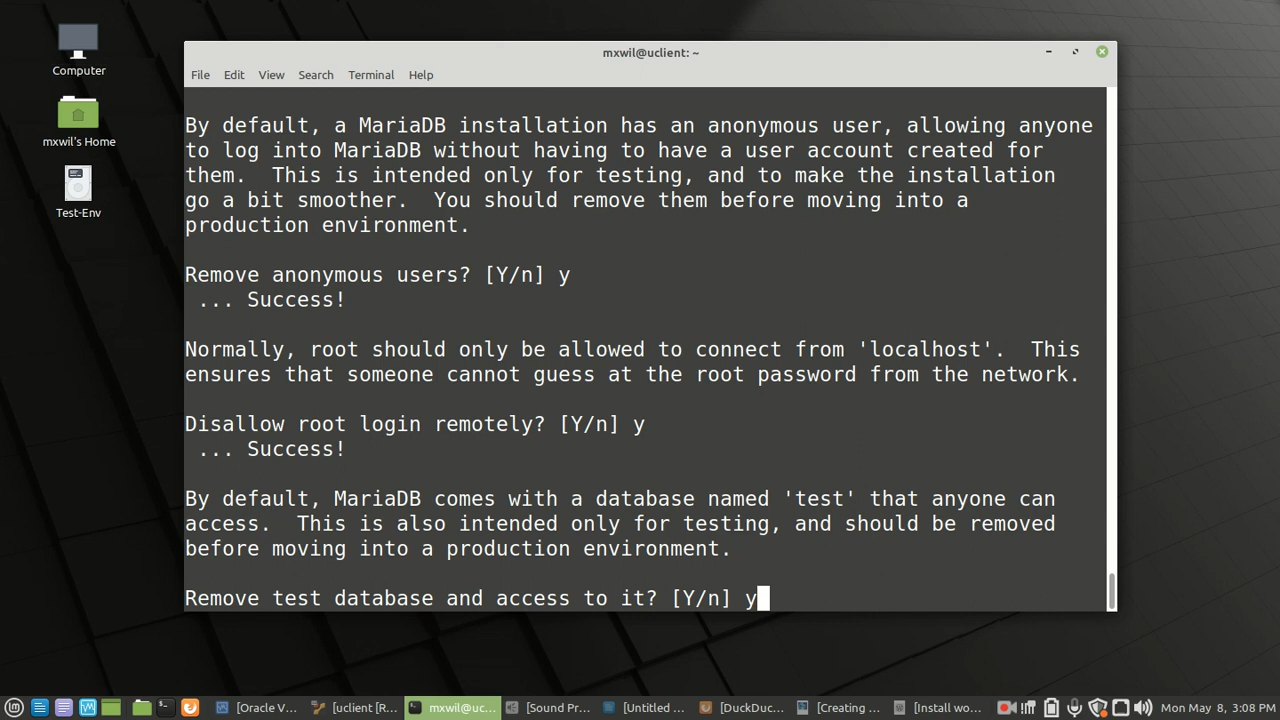 Computer
mxwil's Home
Test-Env
mxwil@uclient: ~
File Edit View Search Terminal Help
By default, a MariaDB installation has an anonymous user, allowing anyone
to log into MariaDB without having to have a user account created for
them.  This is intended only for testing, and to make the installation
go a bit smoother.  You should remove them before moving into a
production environment.
Remove anonymous users? [Y/n] y
... Success!
Normally, root should only be allowed to connect from 'localhost'.  This
ensures that someone cannot guess at the root password from the network.
Disallow root login remotely? [Y/n] y
... Success!
By default, MariaDB comes with a database named 'test' that anyone can
access.  This is also intended only for testing, and should be removed
before moving into a production environment.
Remove test database and access to it? [Y/n] y
[Oracle V... [uclient [R... mxwil@uc... [Sound Pr... [Untitled ... [DuckDuc... [Creating ... [Install wo... Mon May 8, 3:08 PM